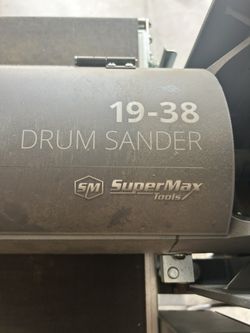 19-38
DRUM SANDER
SM SuperMax
Tools